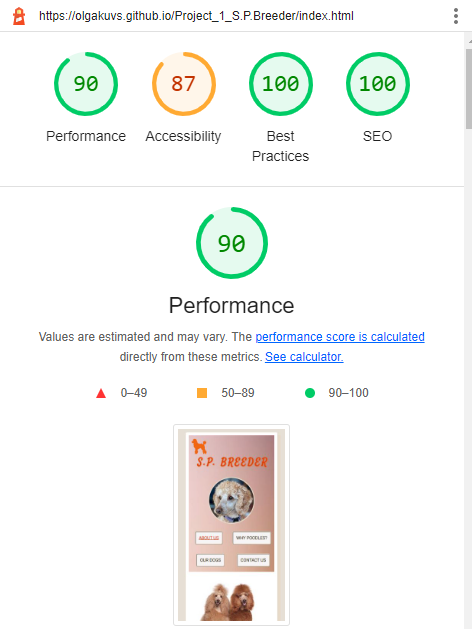 https://olgakuvs.github.io/Project_1_S.P.Breeder/index.html
90
87
100
100
Performance
Accessibility
Best
Practices
SEO
90
Performance
Values are estimated and may vary. The performance score is calculated
directly from these metrics. See calculator.
0–49
50–89
90–100
S.P. BREEDER
ABOUT US
WHY POODLES?
OUR DOGS
CONTACT US